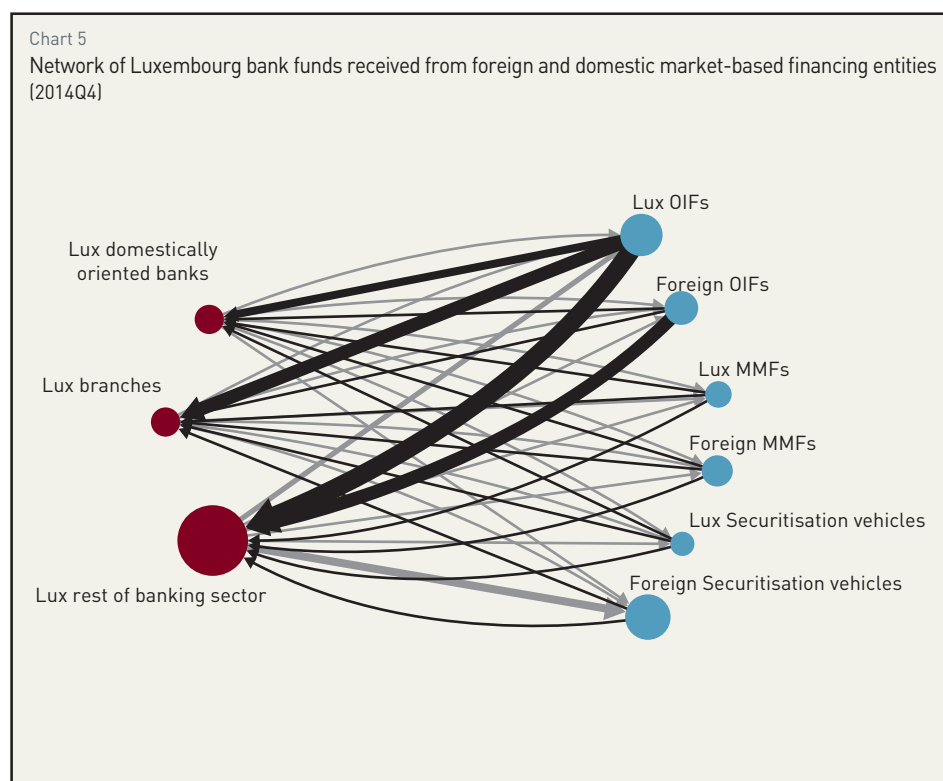 Chart 5
Network of Luxembourg bank funds received from foreign and domestic market-based financing entities
(2014Q4)
Lux OIFs
Lux domestically
oriented banks
Foreign OIFs
Lux branches
Lux MMFs
Foreign MMFs
Lux Securitisation vehicles
Foreign Securitisation vehicles
Lux rest of banking sector